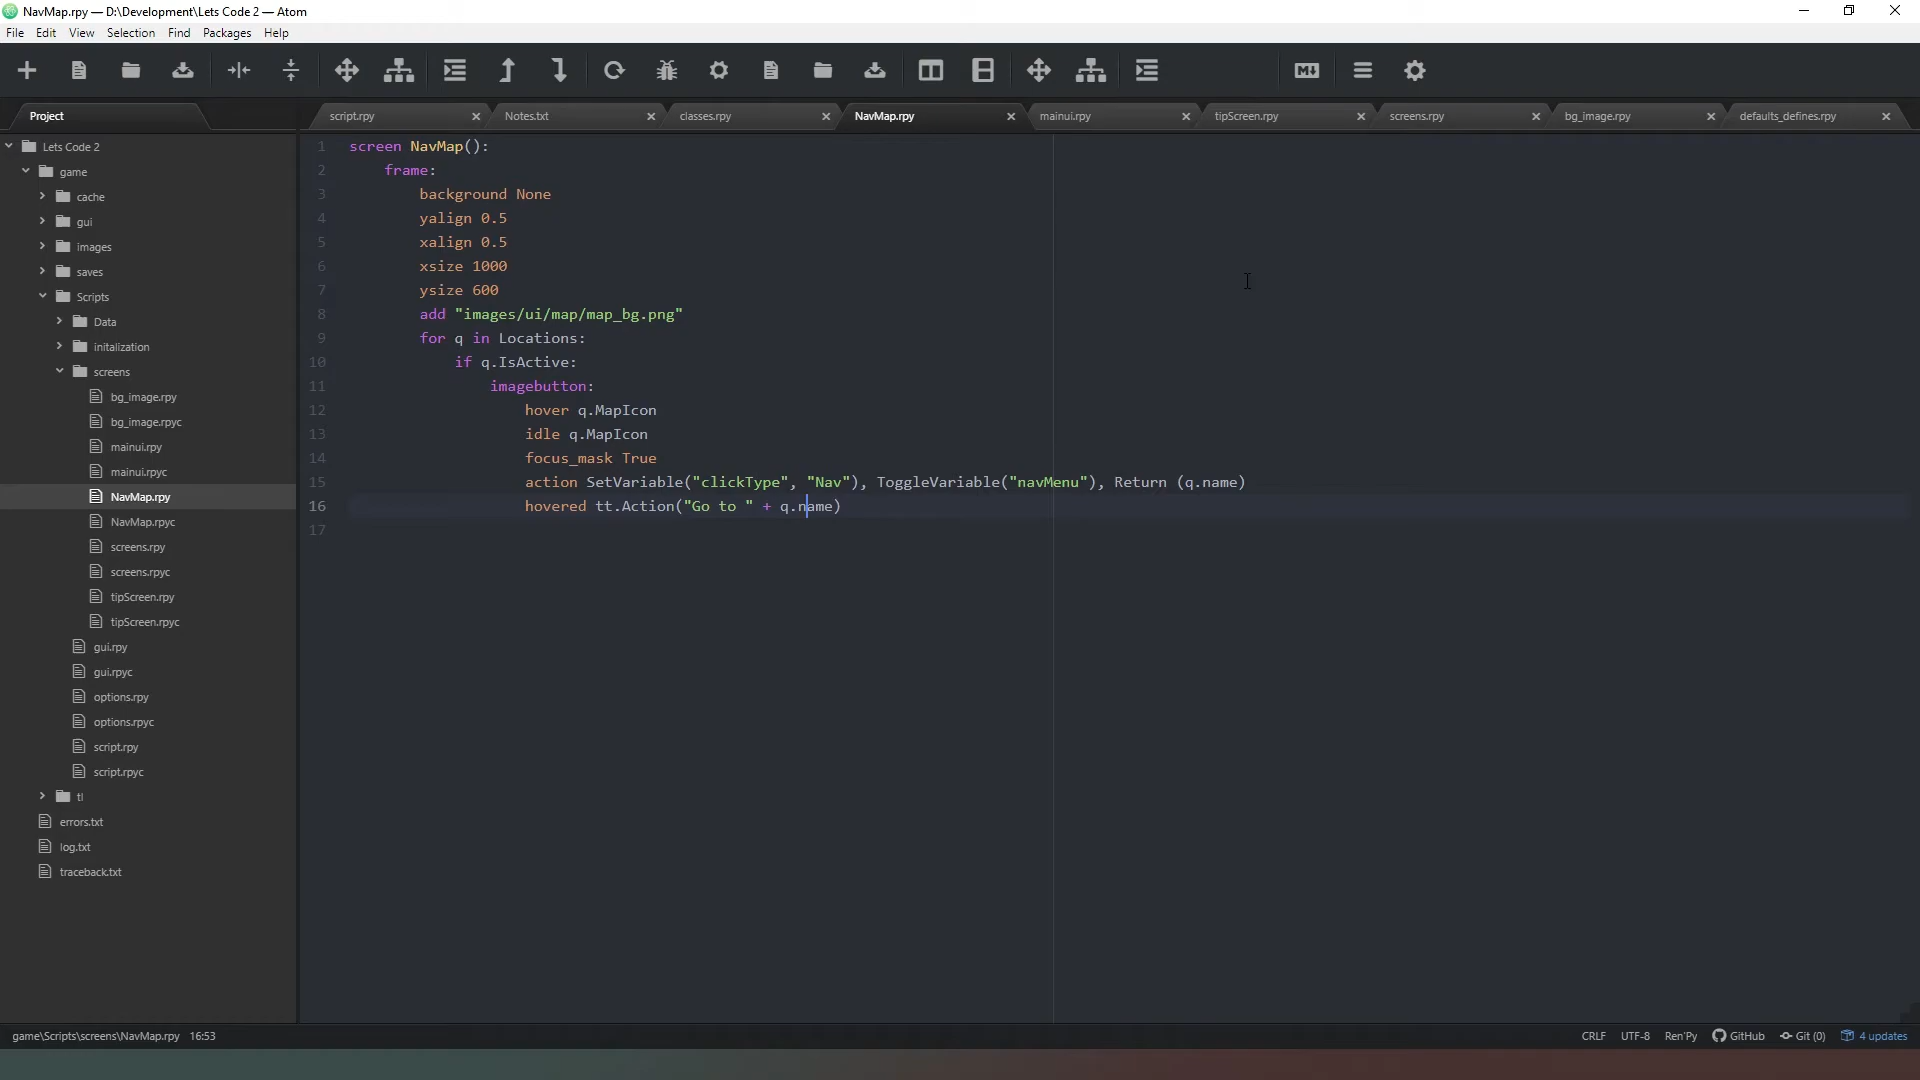 NavMap.rpy — D:\Development\Lets Code 2 — Atom
File Edit View Selection Find Packages Help
Project
script.rpy
Notes.txt
classes.rpy
NavMap.rpy
mainui.rpy
tipScreen.rpy
screens.rpy
bg_image.rpy
defaults_defines.rpy
Lets Code 2
game
cache
gui
images
saves
Scripts
Data
initalization
screens
bg_image.rpy
bg_image.rpyc
mainui.rpy
mainui.rpyc
NavMap.rpy
NavMap.rpyc
screens.rpy
screens.rpyc
tipScreen.rpy
tipScreen.rpyc
gui.rpy
gui.rpyc
options.rpy
options.rpyc
script.rpy
script.rpyc
tl
errors.txt
log.txt
traceback.txt
1 screen NavMap():
2 frame:
3 background None
4 yalign 0.5
5 xalign 0.5
6 xsize 1000
7 ysize 600
8 add "images/ui/map/map_bg.png"
9 for q in Locations:
10 if q.IsActive:
11 imagebutton:
12 hover q.MapIcon
13 idle q.MapIcon
14 focus_mask True
15 action SetVariable("clickType", "Nav"), ToggleVariable("navMenu"), Return (q.name)
16 hovered tt.Action("Go to " + q.name)
17
game\Scripts\screens\NavMap.rpy 16:53
CRLF UTF-8 Ren'Py GitHub Git (0) 4 updates